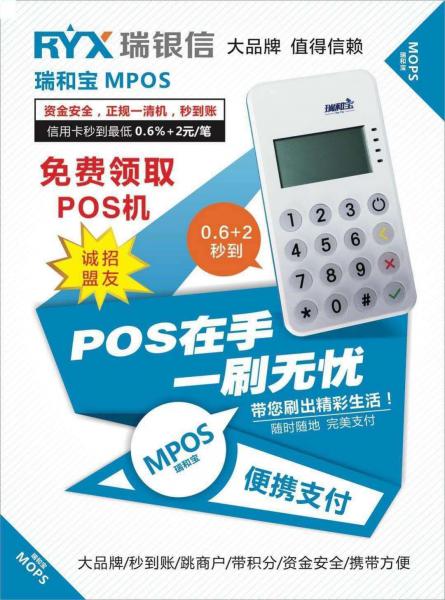 RYX 瑞银信 大品牌 值得信赖
瑞和宝 MPOS
MOPS
瑞和宝
资金安全，正规一清机，秒到账
信用卡秒到最低 0.6%+2元/笔
免费领取
POS机
瑞和宝
0.6+2
秒到
诚招
盟友
1 2 3
4 5 6
7 8 9
* 0 #
POS在手
一刷无忧
带您刷出精彩生活！
随时随地 完美支付
MPOS
瑞和宝
便携支付
瑞和宝
MOPS
大品牌/秒到账/跳商户/带积分/资金安全/携带方便